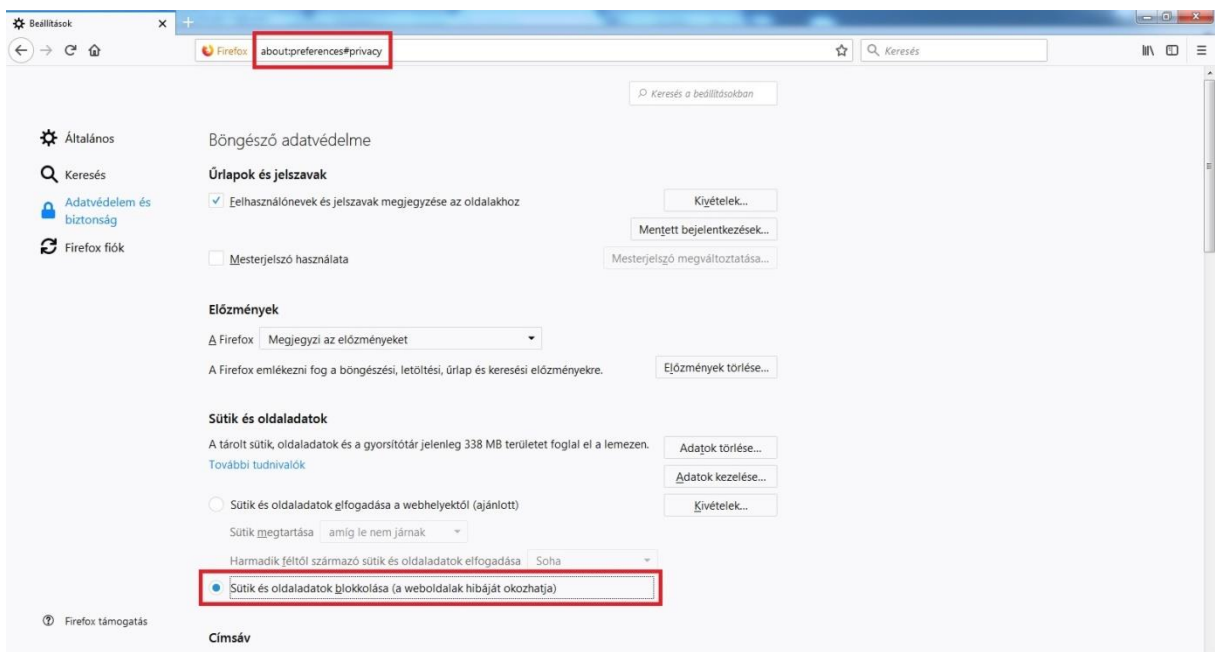 Beállítások
Firefox about:preferences#privacy
Keresés
Keresés a beállításokban
Általános
Keresés
Adatvédelem és
biztonság
Firefox fiók
Firefox támogatás
Böngésző adatvédelme
Űrlapok és jelszavak
Felhasználónevek és jelszavak megjegyzése az oldalakhoz
Kivételek...
Mentett bejelentkezések...
Mesterjelszó használata
Mesterjelszó megváltoztatása...
Előzmények
A Firefox Megjegyzi az előzményeket
A Firefox emlékezni fog a böngészési, letöltési, űrlap és keresési előzményekre.
Előzmények törlése...
Sütik és oldaladatok
A tárolt sütik, oldaladatok és a gyorsítótár jelenleg 338 MB területet foglal el a lemezen.
További tudnivalók
Adatok törlése...
Adatok kezelése...
Sütik és oldaladatok elfogadása a webhelyektől (ajánlott)
Kivételek...
Sütik megtartása amíg le nem járnak
Harmadik féltől származó sütik és oldaladatok elfogadása Soha
Sütik és oldaladatok blokkolása (a weboldalak hibáját okozhatja)
Címsáv